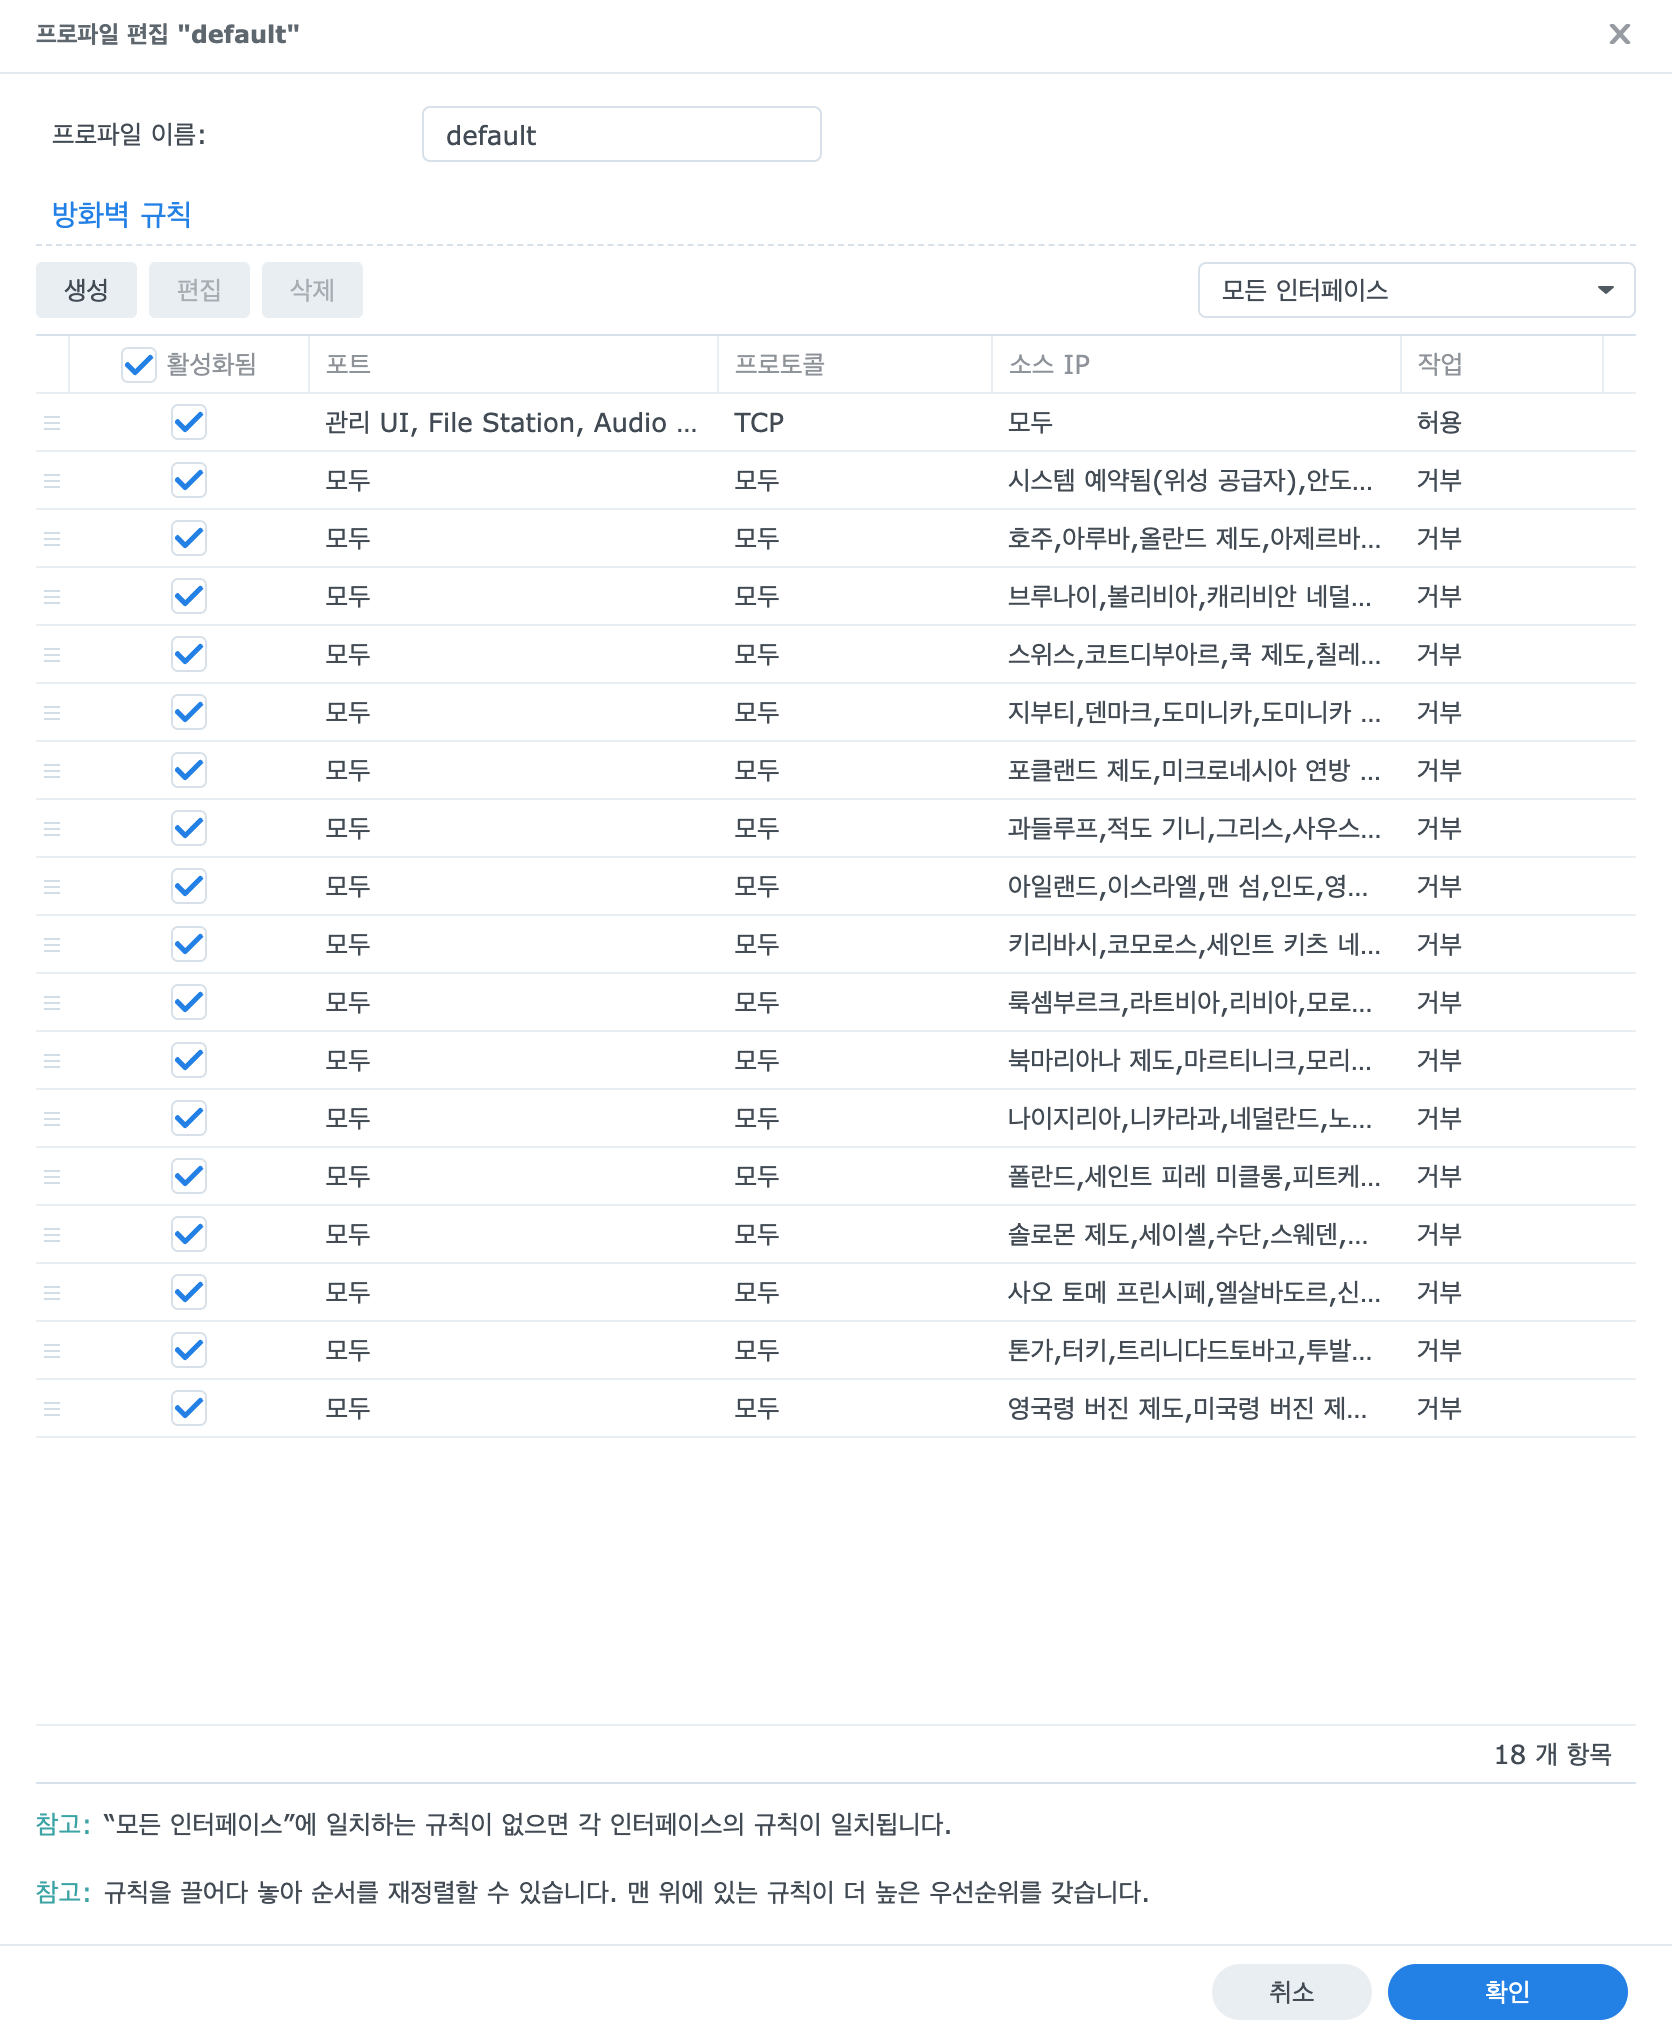 프로파일 편집 "default"
프로파일 이름: default
방화벽 규칙
생성 편집 삭제 모든 인터페이스
활성화됨 포트 프로토콜 소스 IP 작업
관리 UI, File Station, Audio ... TCP 모두 허용
모두 모두 시스템 예약됨(위성 공급자),안도... 거부
모두 모두 호주,아루바,올란드 제도,아제르바... 거부
모두 모두 브루나이,볼리비아,캐리비안 네덜... 거부
모두 모두 스위스,코트디부아르,쿡 제도,칠레... 거부
모두 모두 지부티,덴마크,도미니카,도미니카 ... 거부
모두 모두 포클랜드 제도,미크로네시아 연방 ... 거부
모두 모두 과들루프,적도 기니,그리스,사우스... 거부
모두 모두 아일랜드,이스라엘,맨 섬,인도,영... 거부
모두 모두 키리바시,코모로스,세인트 키츠 네... 거부
모두 모두 룩셈부르크,라트비아,리비아,모로... 거부
모두 모두 북마리아나 제도,마르티니크,모리... 거부
모두 모두 나이지리아,니카라과,네덜란드,노... 거부
모두 모두 폴란드,세인트 피레 미클롱,피트케... 거부
모두 모두 솔로몬 제도,세이셸,수단,스웨덴,... 거부
모두 모두 사오 토메 프린시페,엘살바도르,신... 거부
모두 모두 톤가,터키,트리니다드토바고,투발... 거부
모두 모두 영국령 버진 제도,미국령 버진 제... 거부
18 개 항목
참고: “모든 인터페이스”에 일치하는 규칙이 없으면 각 인터페이스의 규칙이 일치됩니다.
참고: 규칙을 끌어다 놓아 순서를 재정렬할 수 있습니다. 맨 위에 있는 규칙이 더 높은 우선순위를 갖습니다.
취소 확인